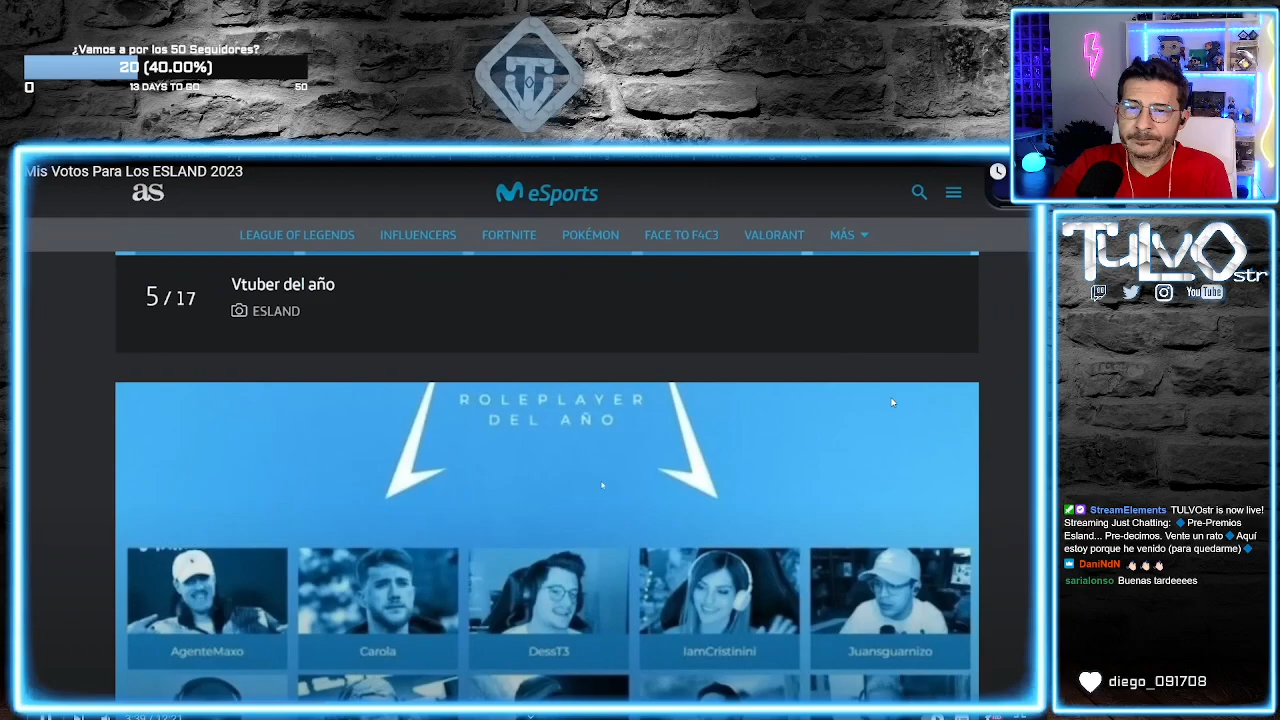 ¿Vamos a por los 50 Seguidores?
20 (40.00%)
0
13 DAYS TO GO
50
Mis Votos Para Los ESLAND 2023
as
eSports
LEAGUE OF LEGENDS
INFLUENCERS
FORTNITE
POKÉMON
FACE TO F4C3
VALORANT
MÁS
5 / 17
Vtuber del año
ESLAND
ROLEPLAYER
DEL AÑO
AgenteMaxo
Carola
DessT3
IamCristinini
Juansguarnizo
TULVOstr
YouTube
StreamElements TULVOstr is now live!
Streaming Just Chatting: Pre-Premios
Esland... Pre-decimos. Vente un rato Aquí
estoy porque he venido (para quedarme)
DaniNdN
sarialonso Buenas tardeeees
diego_091708